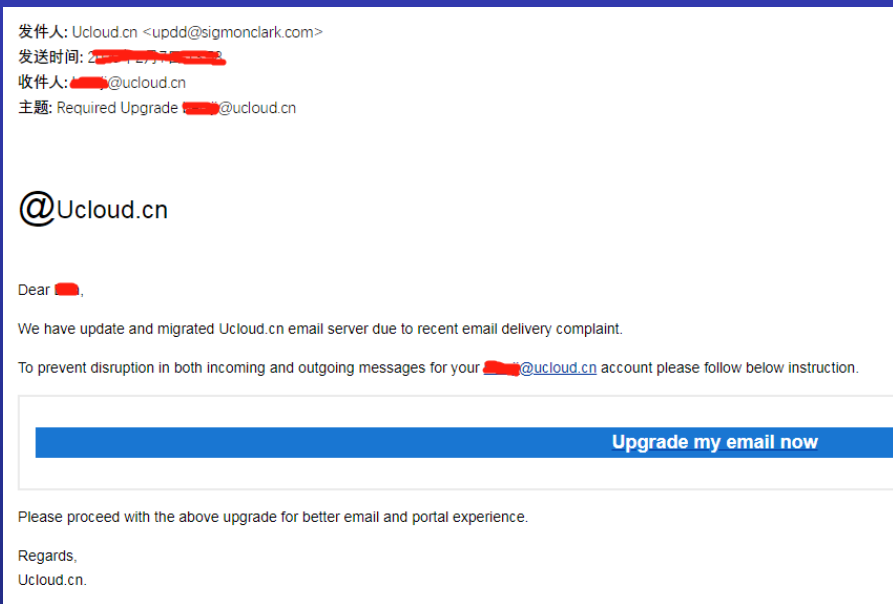 发件人: Ucloud.cn <updd@sigmonclark.com>
发送时间:
收件人: @ucloud.cn
主题: Required Upgrade @ucloud.cn
@Ucloud.cn
Dear ,
We have update and migrated Ucloud.cn email server due to recent email delivery complaint.
To prevent disruption in both incoming and outgoing messages for your @ucloud.cn account please follow below instruction.
Upgrade my email now
Please proceed with the above upgrade for better email and portal experience.
Regards,
Ucloud.cn.